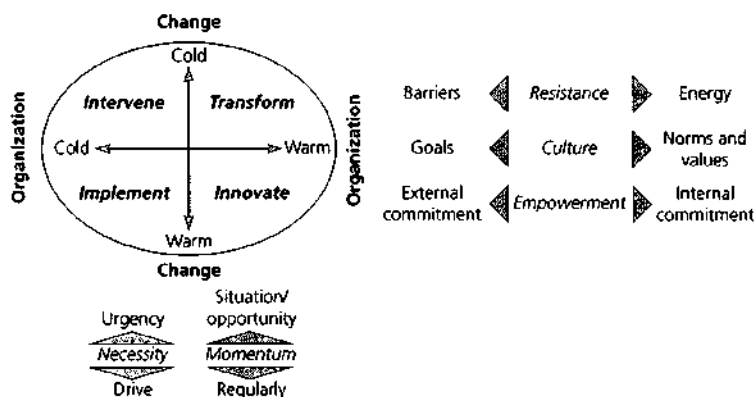 Change
Cold
Intervene Transform
Organization
Cold Warm
Organization
Implement Innovate
Warm
Change
Barriers Resistance Energy
Goals Culture Norms and
values
External
commitment Empowerment Internal
commitment
Urgency Situation/
opportunity
Necessity Momentum
Drive Regularly